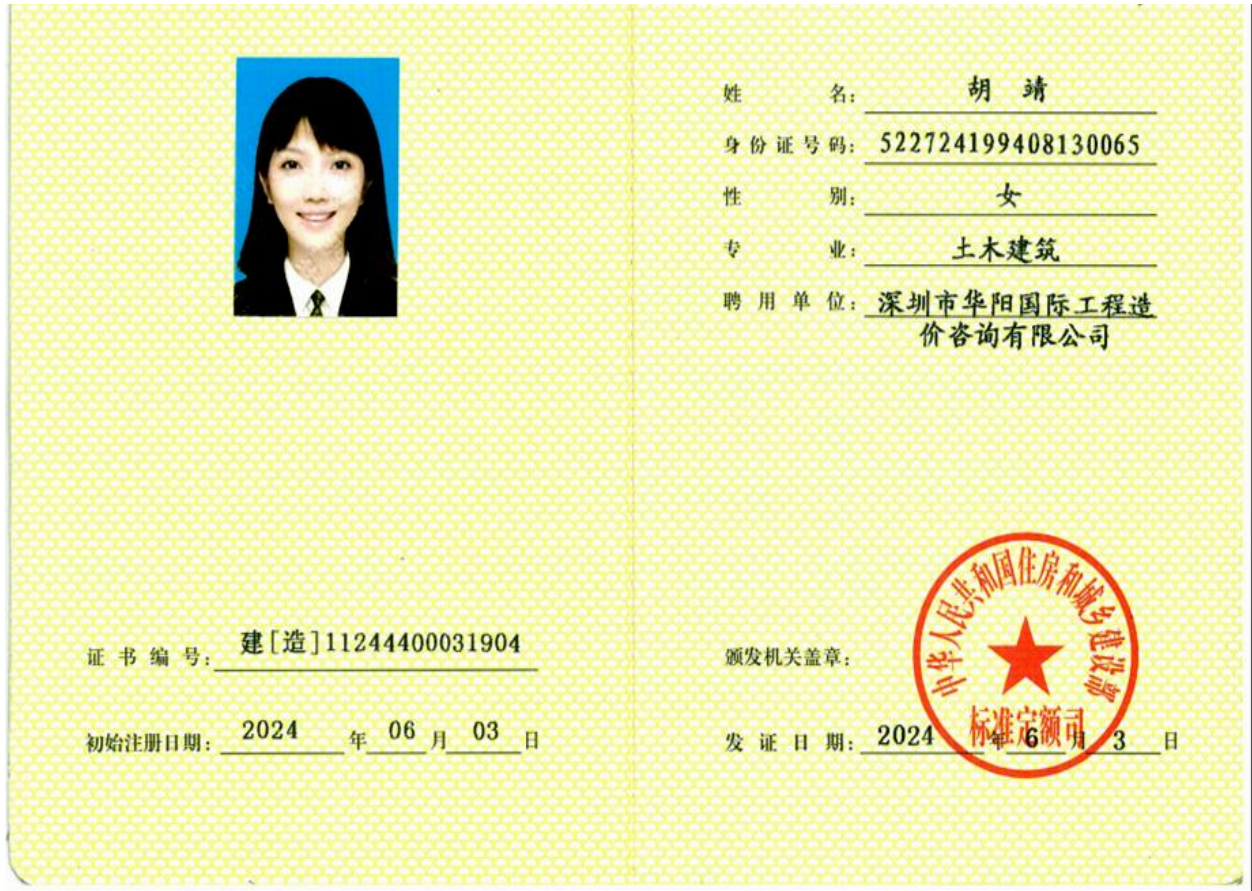 姓名：胡靖
身份证号码：522724199408130065
性别：女
专业：土木建筑
聘用单位：深圳市华阳国际工程造
价咨询有限公司
证书编号：建[造]11244400031904
初始注册日期：2024年06月03日
颁发机关盖章：
中华人民共和国住房和城乡建设部
标准定额司
发证日期：2024年6月3日